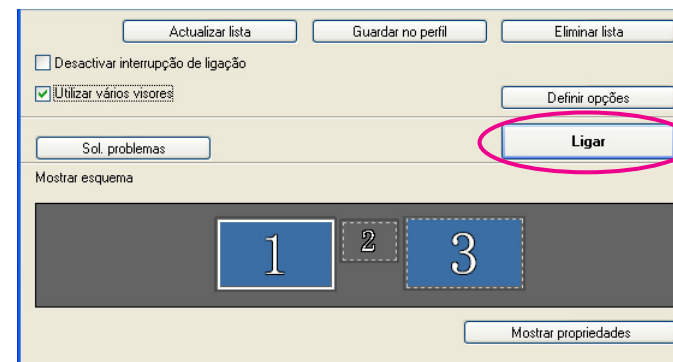 Actualizar lista Guardar no perfil Eliminar lista
Desactivar interrupção de ligação
Utilizar vários visores
Definir opções
Sol. problemas Ligar
Mostrar esquema
1 2 3
Mostrar propriedades